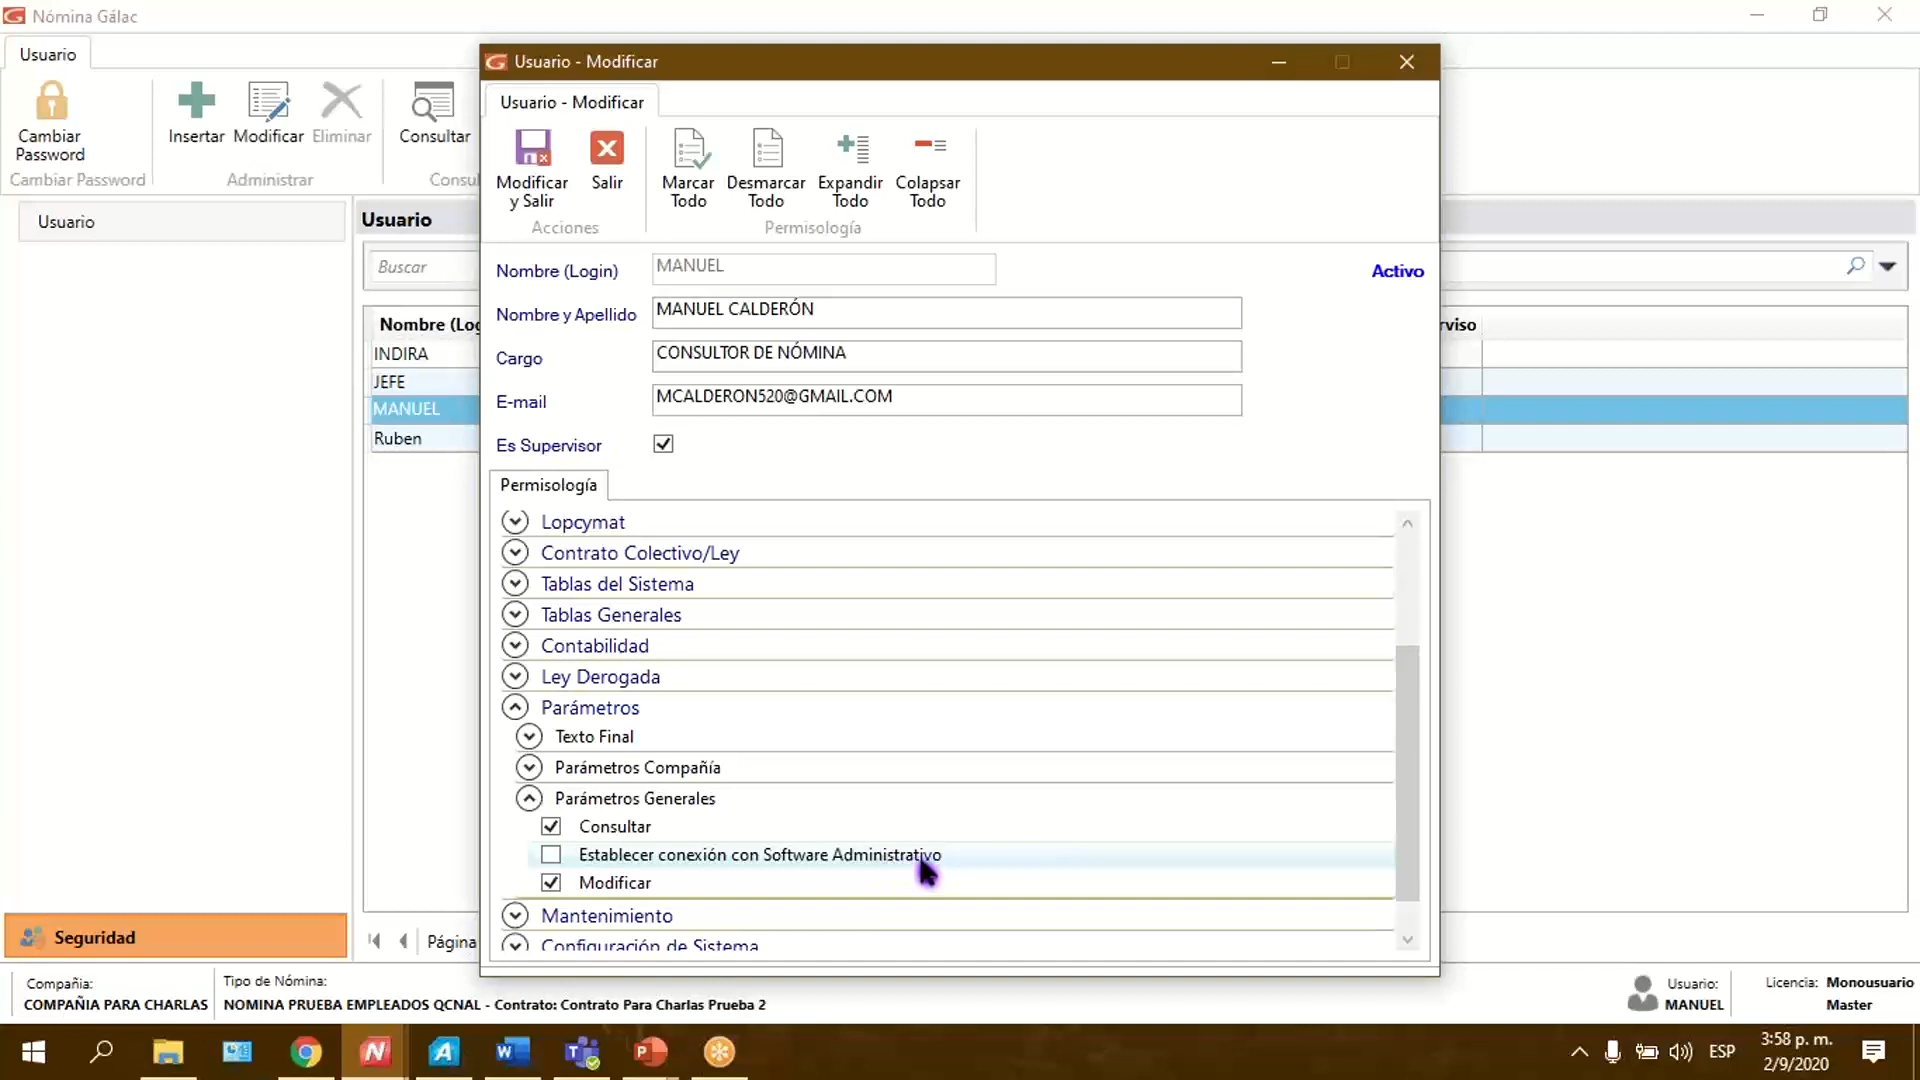 Nómina Gálac
Usuario
Cambiar
Password
Cambiar Password
Insertar
Modificar
Eliminar
Administrar
Consultar
Consul
Usuario
Usuario
Buscar
Nombre (Log
INDIRA
JEFE
MANUEL
Ruben
rviso
Seguridad
Página
Usuario - Modificar
Usuario - Modificar
Modificar
y Salir
Salir
Acciones
Marcar
Todo
Desmarcar
Todo
Expandir
Todo
Colapsar
Todo
Permisología
Nombre (Login) MANUEL Activo
Nombre y Apellido MANUEL CALDERÓN
Cargo CONSULTOR DE NÓMINA
E-mail MCALDERON520@GMAIL.COM
Es Supervisor
Permisología
Lopcymat
Contrato Colectivo/Ley
Tablas del Sistema
Tablas Generales
Contabilidad
Ley Derogada
Parámetros
Texto Final
Parámetros Compañía
Parámetros Generales
Consultar
Establecer conexión con Software Administrativo
Modificar
Mantenimiento
Configuración de Sistema
Compañía:
COMPAÑIA PARA CHARLAS
Tipo de Nómina:
NOMINA PRUEBA EMPLEADOS QCNAL - Contrato: Contrato Para Charlas Prueba 2
Usuario:
MANUEL
Licencia: Monousuario
Master
ESP
3:58 p. m.
2/9/2020